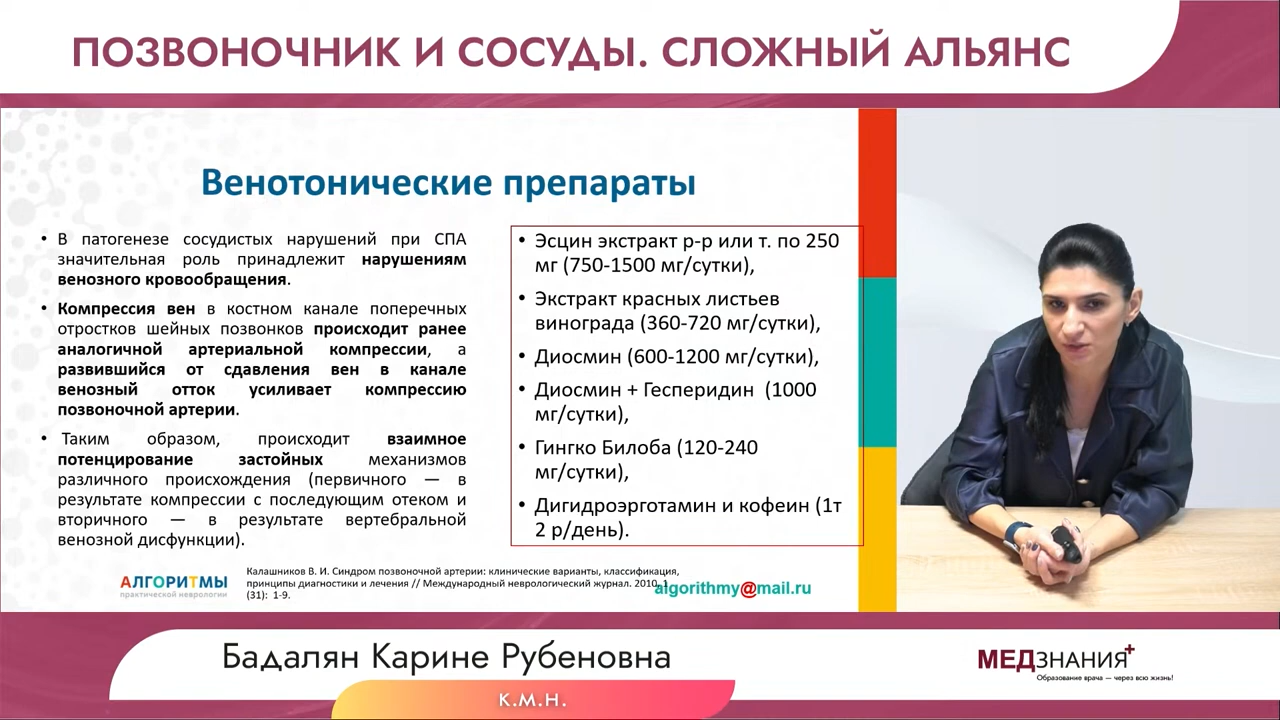 ПОЗВОНОЧНИК И СОСУДЫ. СЛОЖНЫЙ АЛЬЯНС
Венотонические препараты
• В патогенезе сосудистых нарушений при СПА
значительная роль принадлежит нарушениям
венозного кровообращения.
• Компрессия вен в костном канале поперечных
отростков шейных позвонков происходит ранее
аналогичной артериальной компрессии, а
развившийся от сдавления вен в канале
венозный отток усиливает компрессию
позвоночной артерии.
• Таким образом, происходит взаимное
потенцирование застойных механизмов
различного происхождения (первичного — в
результате компрессии с последующим отеком и
вторичного — в результате вертебральной
венозной дисфункции).
• Эсцин экстракт р-р или т. по 250
мг (750-1500 мг/сутки),
• Экстракт красных листьев
винограда (360-720 мг/сутки),
• Диосмин (600-1200 мг/сутки),
• Диосмин + Гесперидин (1000
мг/сутки),
• Гингко Билоба (120-240
мг/сутки),
• Дигидроэрготамин и кофеин (1т
2 р/день).
АЛГОРИТМЫ
практической неврологии
Калашников В. И. Синдром позвоночной артерии: клинические варианты, классификация,
принципы диагностики и лечения // Международный неврологический журнал. 2010. 1
(31): 1-9.
algorithmy@mail.ru
Бадалян Карине Рубеновна
К.М.Н.
МЕДЗНАНИЯ+
Образование врача — через всю жизнь!